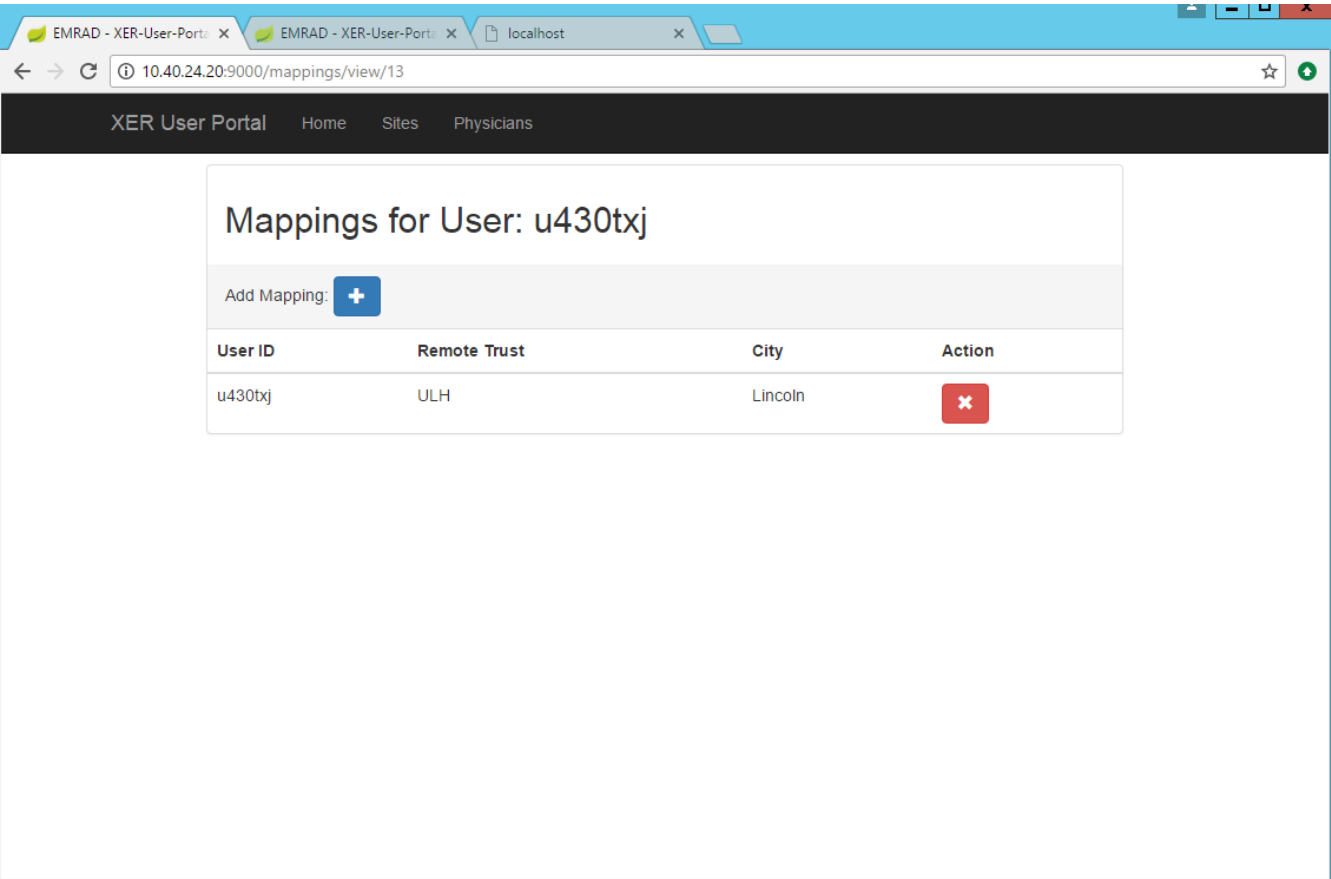 EMRAD - XER-User-Porta EMRAD - XER-User-Porta localhost
10.40.24.20:9000/mappings/view/13
XER User Portal Home Sites Physicians
Mappings for User: u430txj
Add Mapping:
User ID Remote Trust City Action
u430txj ULH Lincoln